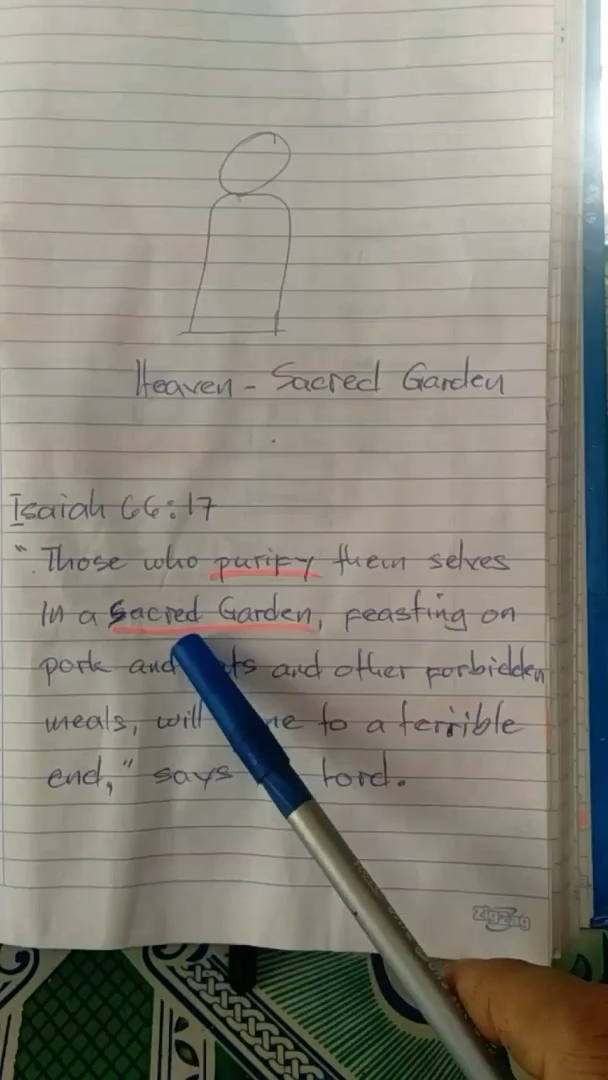 Heaven - Sacred Garden
Isaiah 66:17
"Those who purify them selves
In a Sacred Garden, feasting on
pork and and other forbidden
meals, will to a terrible
end," says lord.
zigzag